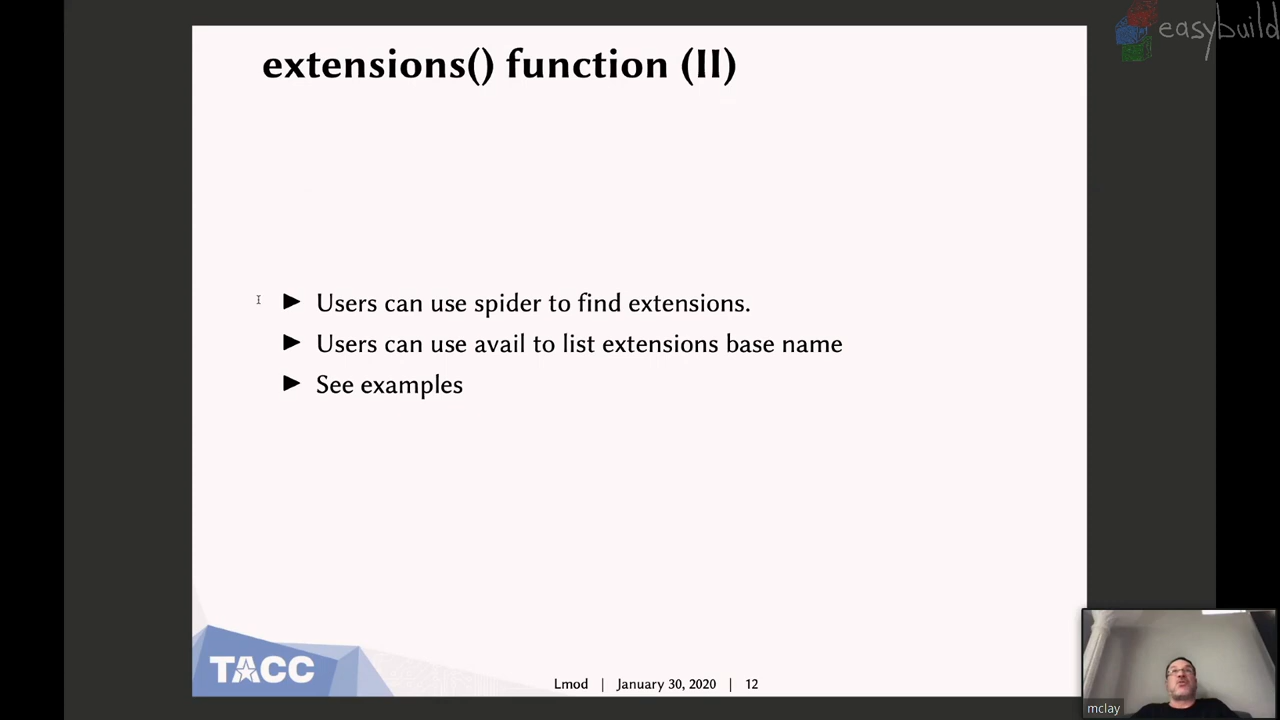 easybuild
extensions() function (II)
▶ Users can use spider to find extensions.
▶ Users can use avail to list extensions base name
▶ See examples
TACC
Lmod | January 30, 2020 | 12
mclay